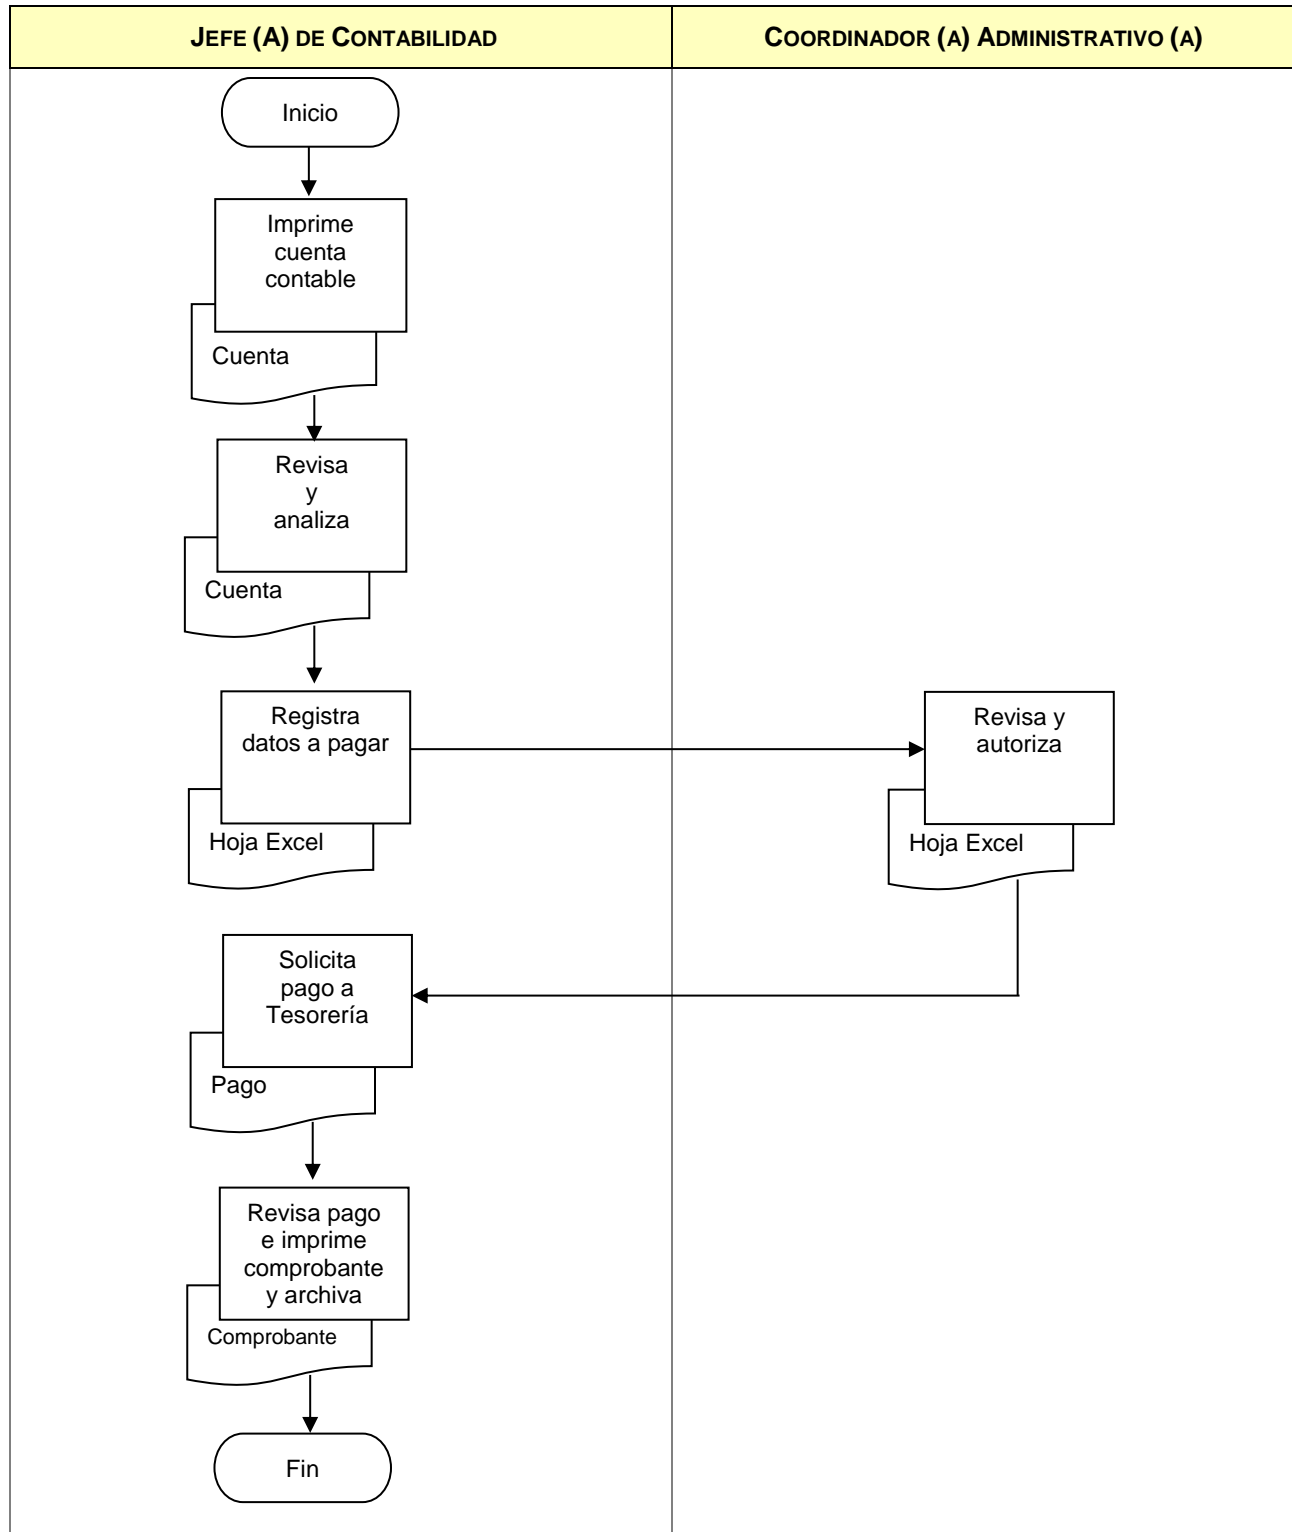 JEFE (A) DE CONTABILIDAD
COORDINADOR (A) ADMINISTRATIVO (A)
Inicio
Imprime
cuenta
contable
Cuenta
Revisa
y
analiza
Cuenta
Registra
datos a pagar
Hoja Excel
Revisa y
autoriza
Hoja Excel
Solicita
pago a
Tesorería
Pago
Revisa pago
e imprime
comprobante
y archiva
Comprobante
Fin